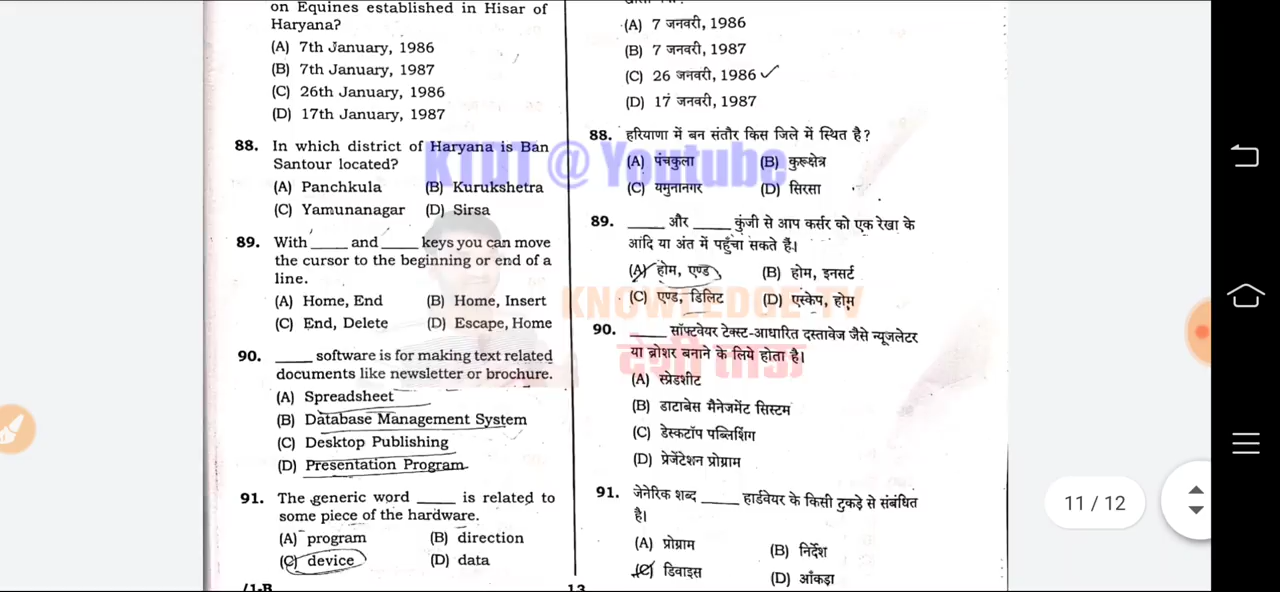 on Equines established in Hisar of
Haryana?
(A) 7th January, 1986
(B) 7th January, 1987
(C) 26th January, 1986
(D) 17th January, 1987
88. In which district of Haryana is Ban
Santour located?
(A) Panchkula (B) Kurukshetra
(C) Yamunanagar (D) Sirsa
89. With ____ and ____ keys you can move
the cursor to the beginning or end of a
line.
(A) Home, End (B) Home, Insert
(C) End, Delete (D) Escape, Home
90. ____ software is for making text related
documents like newsletter or brochure.
(A) Spreadsheet
(B) Database Management System
(C) Desktop Publishing
(D) Presentation Program
91. The generic word ____ is related to
some piece of the hardware.
(A) program (B) direction
(C) device (D) data
/1-B
13
(A) 7 जनवरी, 1986
(B) 7 जनवरी, 1987
(C) 26 जनवरी, 1986
(D) 17 जनवरी, 1987
88. हरियाणा में बन संतौर किस जिले में स्थित है?
(A) पंचकुला (B) कुरूक्षेत्र
(C) यमुनानगर (D) सिरसा
89. ____ और ____ कुंजी से आप कर्सर को एक रेखा के
आदि या अंत में पहुँचा सकते हैं।
(A) होम, एण्ड (B) होम, इनसर्ट
(C) एण्ड, डिलिट (D) एस्केप, होम
90. ____ सॉफ्टवेयर टेक्स्ट-आधारित दस्तावेज जैसे न्यूजलेटर
या ब्रोशर बनाने के लिये होता है।
(A) स्प्रेडशीट
(B) डाटाबेस मैनेजमेंट सिस्टम
(C) डेस्कटॉप पब्लिशिंग
(D) प्रेजेंटेशन प्रोग्राम
91. जेनेरिक शब्द ____ हार्डवेयर के किसी टुकड़े से संबंधित
है।
(A) प्रोग्राम (B) निर्देश
(C) डिवाइस (D) आँकड़ा
KTDT @ Youtube
KNOWLEDGE TV
देशी ताऊ
11 / 12